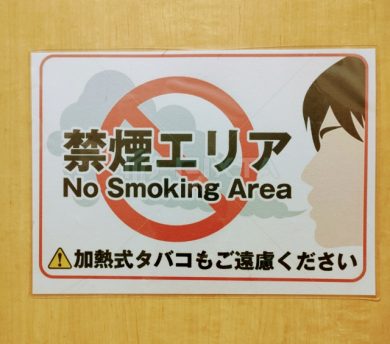 禁煙エリア
No Smoking Area
加熱式タバコもご遠慮ください